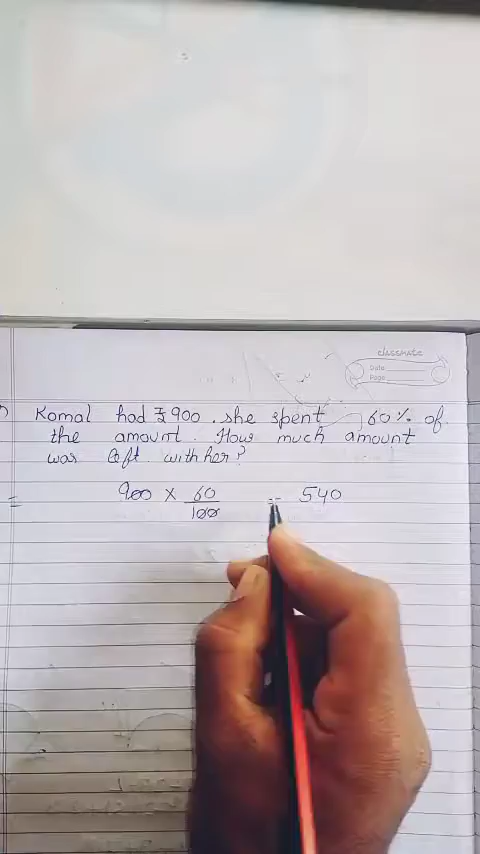 classmate
Date
Page
Komal had ₹900. she spent 60% of
the amount. How much amount
was left with her?
= 900 × 60/100 = 540